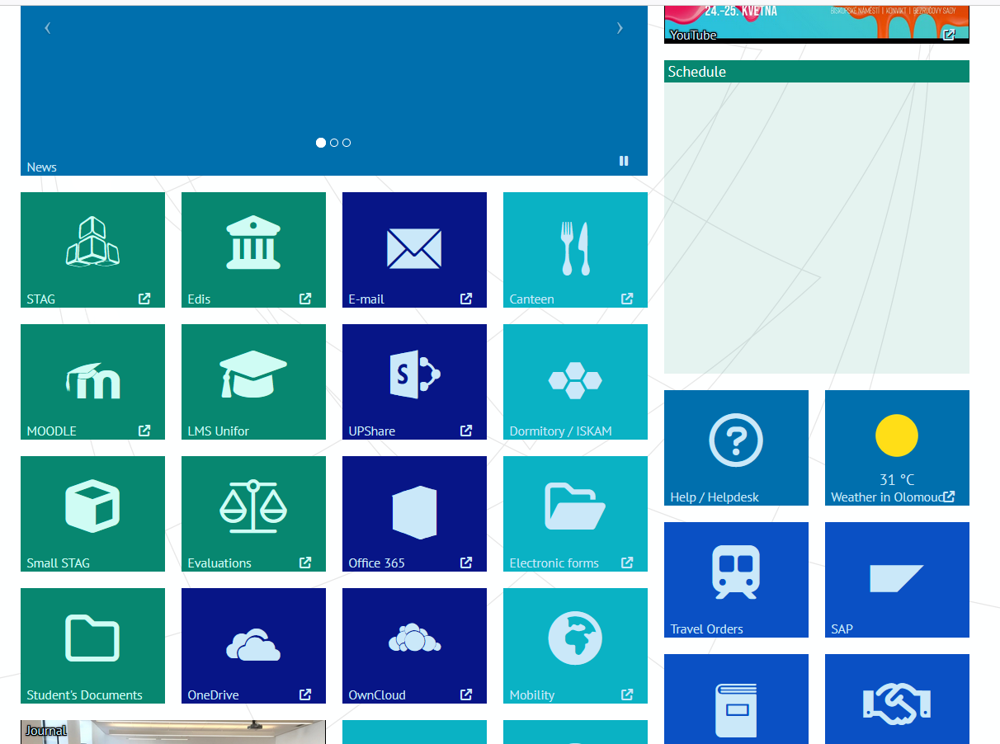 ‹
›
News
24.-25. KVĚTNA
BISKUPSKÉ NÁMĚSTÍ | KONVIKT | BEZRUČOVY SADY
YouTube
Schedule
STAG
Edis
E-mail
Canteen
m
MOODLE
LMS Unifor
S
UPShare
Dormitory / ISKAM
Small STAG
Evaluations
Office 365
Electronic forms
Student's Documents
OneDrive
OwnCloud
Mobility
?
Help / Helpdesk
31 °C
Weather in Olomouc
Travel Orders
SAP
Journal